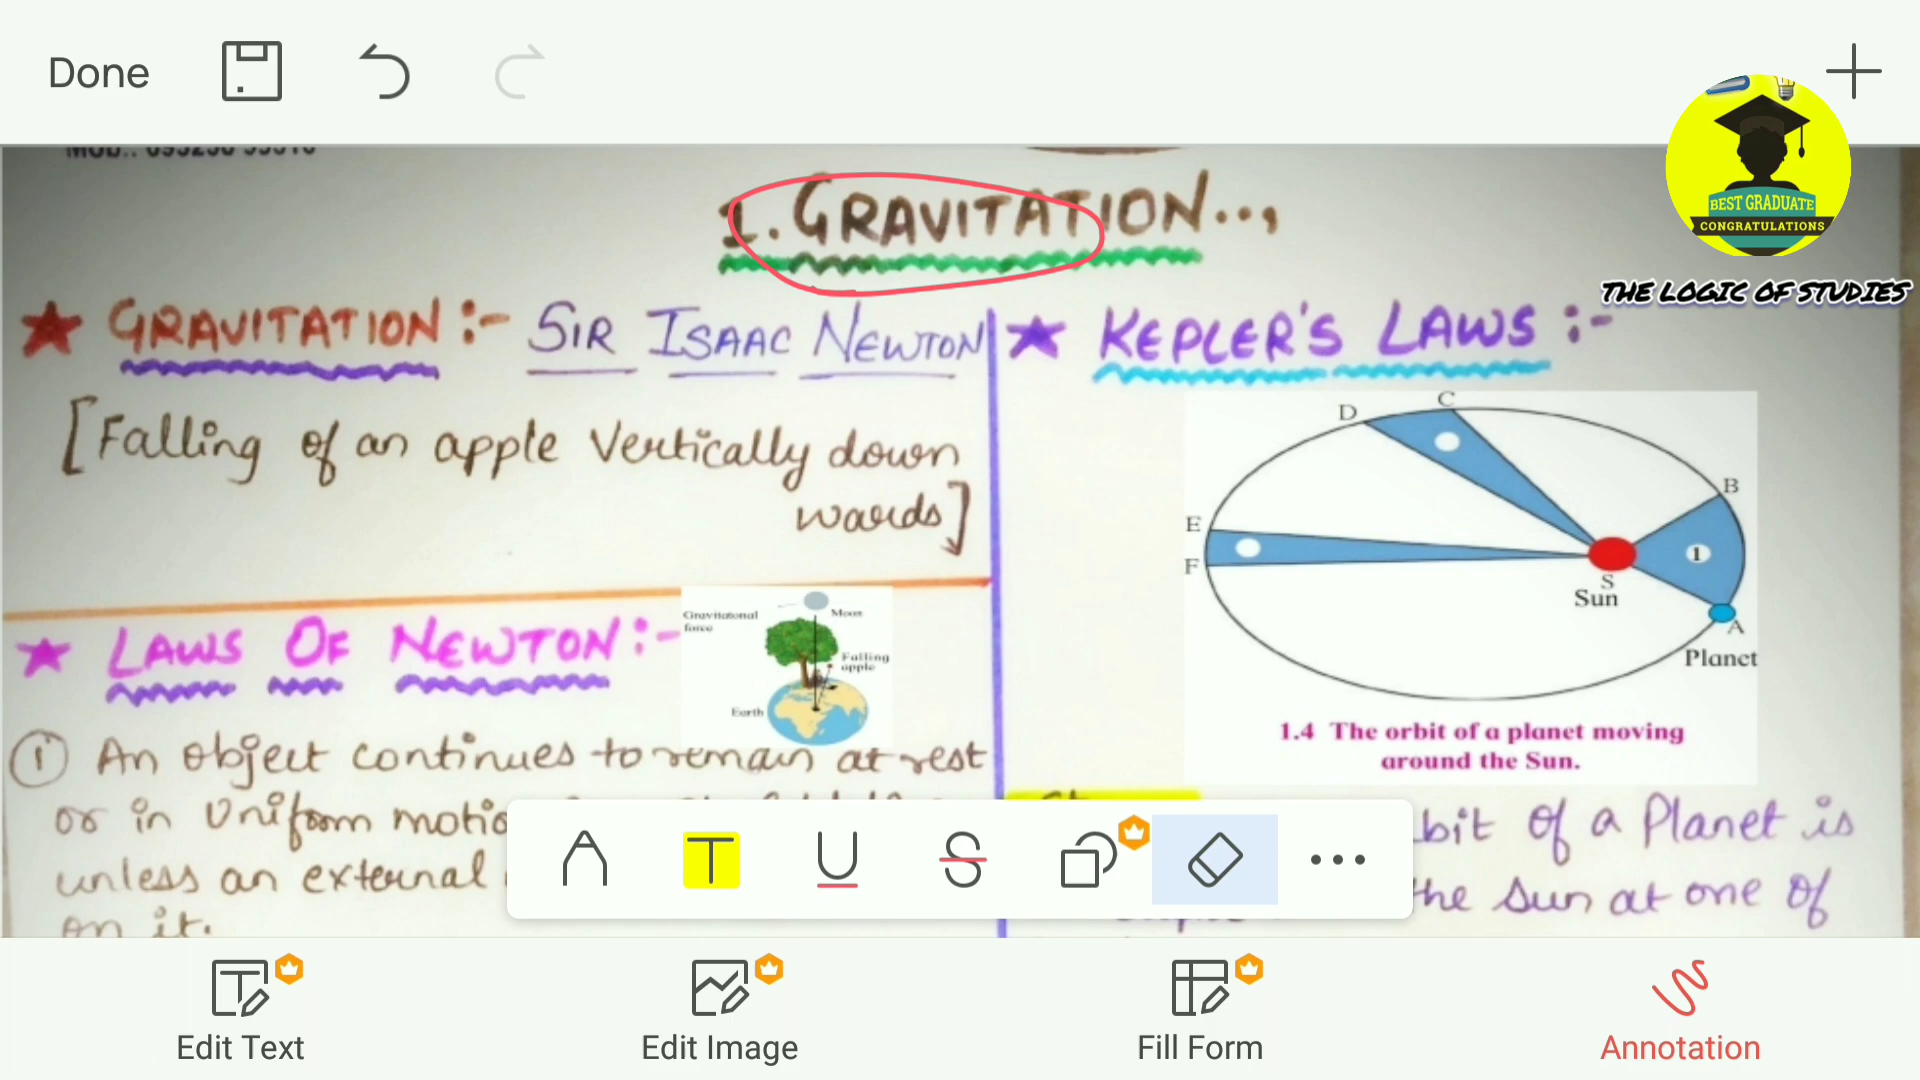 Done
BEST GRADUATE
CONGRATULATIONS
THE LOGIC OF STUDIES
1. GRAVITATION...,
GRAVITATION :- SIR ISAAC NEWTON
[Falling of an apple Vertically down
wards]
LAWS OF NEWTON :-
Gravitatonal
force
Moon
Falling
apple
Earth
① An object continues to remain at rest
or in Uniform motio
unless an external
on it.
KEPLER'S LAWS :-
D
C
B
E
F
1
S
Sun
A
Planet
1.4 The orbit of a planet moving
around the Sun.
bit of a Planet is
the Sun at one of
Edit Text
Edit Image
Fill Form
Annotation